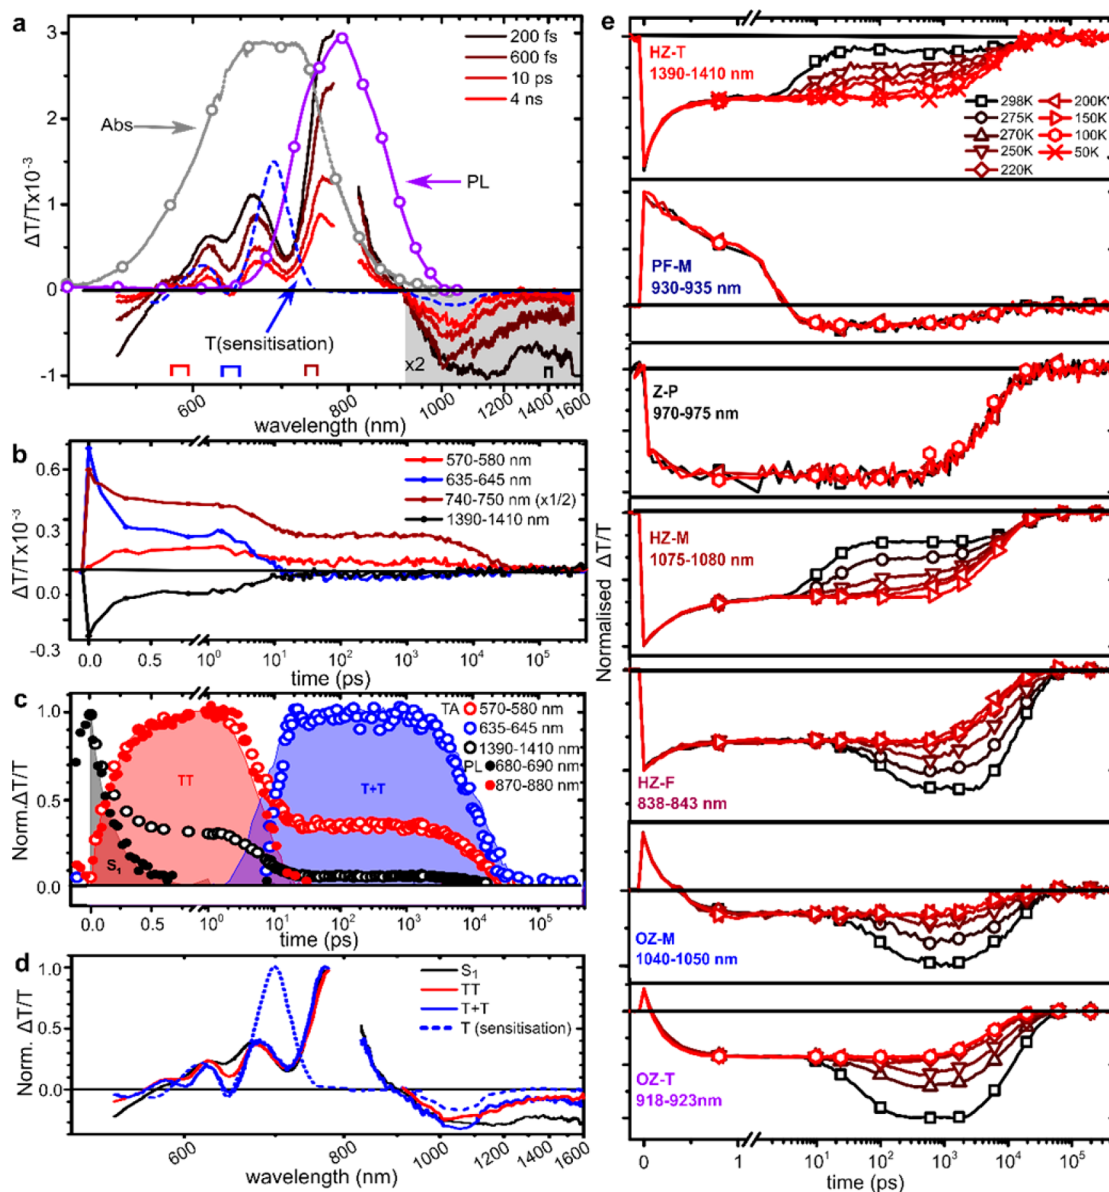 a
3
2
1
0
-1
ΔT/Tx10⁻³
200 fs
600 fs
10 ps
4 ns
Abs
PL
T(sensitisation)
x2
600
800
1000
1200
1400
1600
wavelength (nm)
b
0.6
0.3
0.0
-0.3
ΔT/Tx10⁻³
570-580 nm
635-645 nm
740-750 nm (x1/2)
1390-1410 nm
0.0
0.5
10⁰
10¹
10²
10³
10⁴
10⁵
time (ps)
c
1.0
0.5
0.0
Norm.ΔT/T
TA
570-580 nm
635-645 nm
1390-1410 nm
PL
680-690 nm
870-880 nm
TT
T+T
S₁
0.0
0.5
10⁰
10¹
10²
10³
10⁴
10⁵
time (ps)
d
1.0
0.5
0.0
Norm. ΔT/T
S₁
TT
T+T
T (sensitisation)
600
800
1000
1200
1400
1600
wavelength (nm)
e
Normalised ΔT/T
HZ-T
1390-1410 nm
298K
275K
270K
250K
220K
200K
150K
100K
50K
PF-M
930-935 nm
Z-P
970-975 nm
HZ-M
1075-1080 nm
HZ-F
838-843 nm
OZ-M
1040-1050 nm
OZ-T
918-923nm
0
1
10¹
10²
10³
10⁴
10⁵
time (ps)